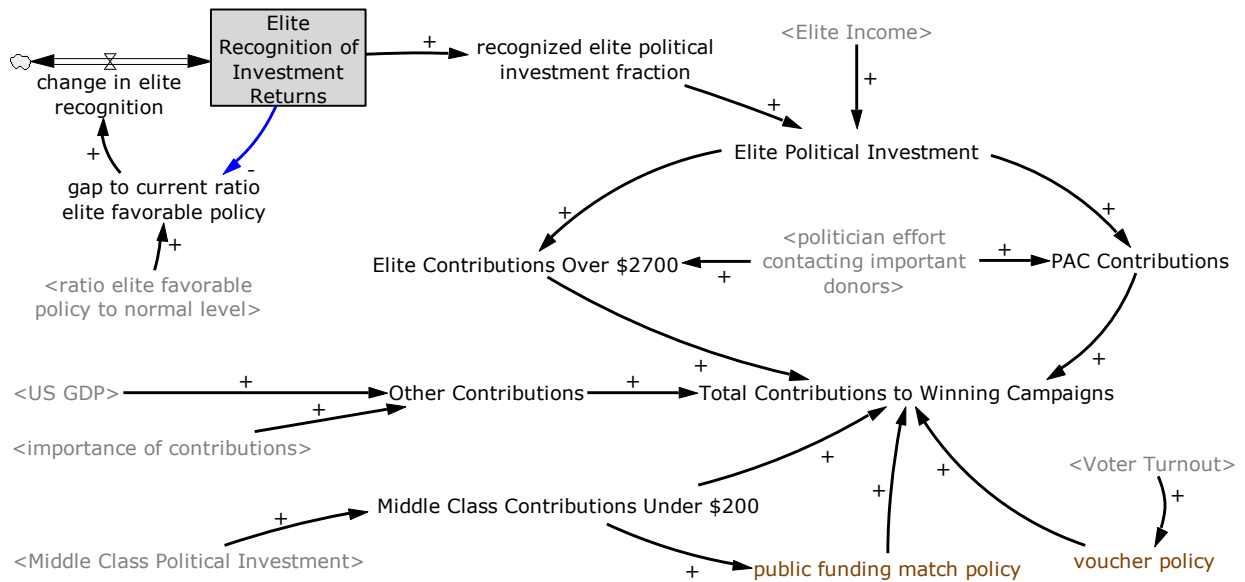 Elite
Recognition of
Investment
Returns
+
recognized elite political
investment fraction
<Elite Income>
change in elite
recognition
+
+
+
Elite Political Investment
-
gap to current ratio
elite favorable policy
+
+
+
<politician effort
contacting important
donors>
+
+
Elite Contributions Over $2700
PAC Contributions
<ratio elite favorable
policy to normal level>
+
+
<US GDP>
+
Other Contributions
+
Total Contributions to Winning Campaigns
+
<importance of contributions>
+
+
<Voter Turnout>
+
+
Middle Class Contributions Under $200
+
<Middle Class Political Investment>
+
public funding match policy
voucher policy